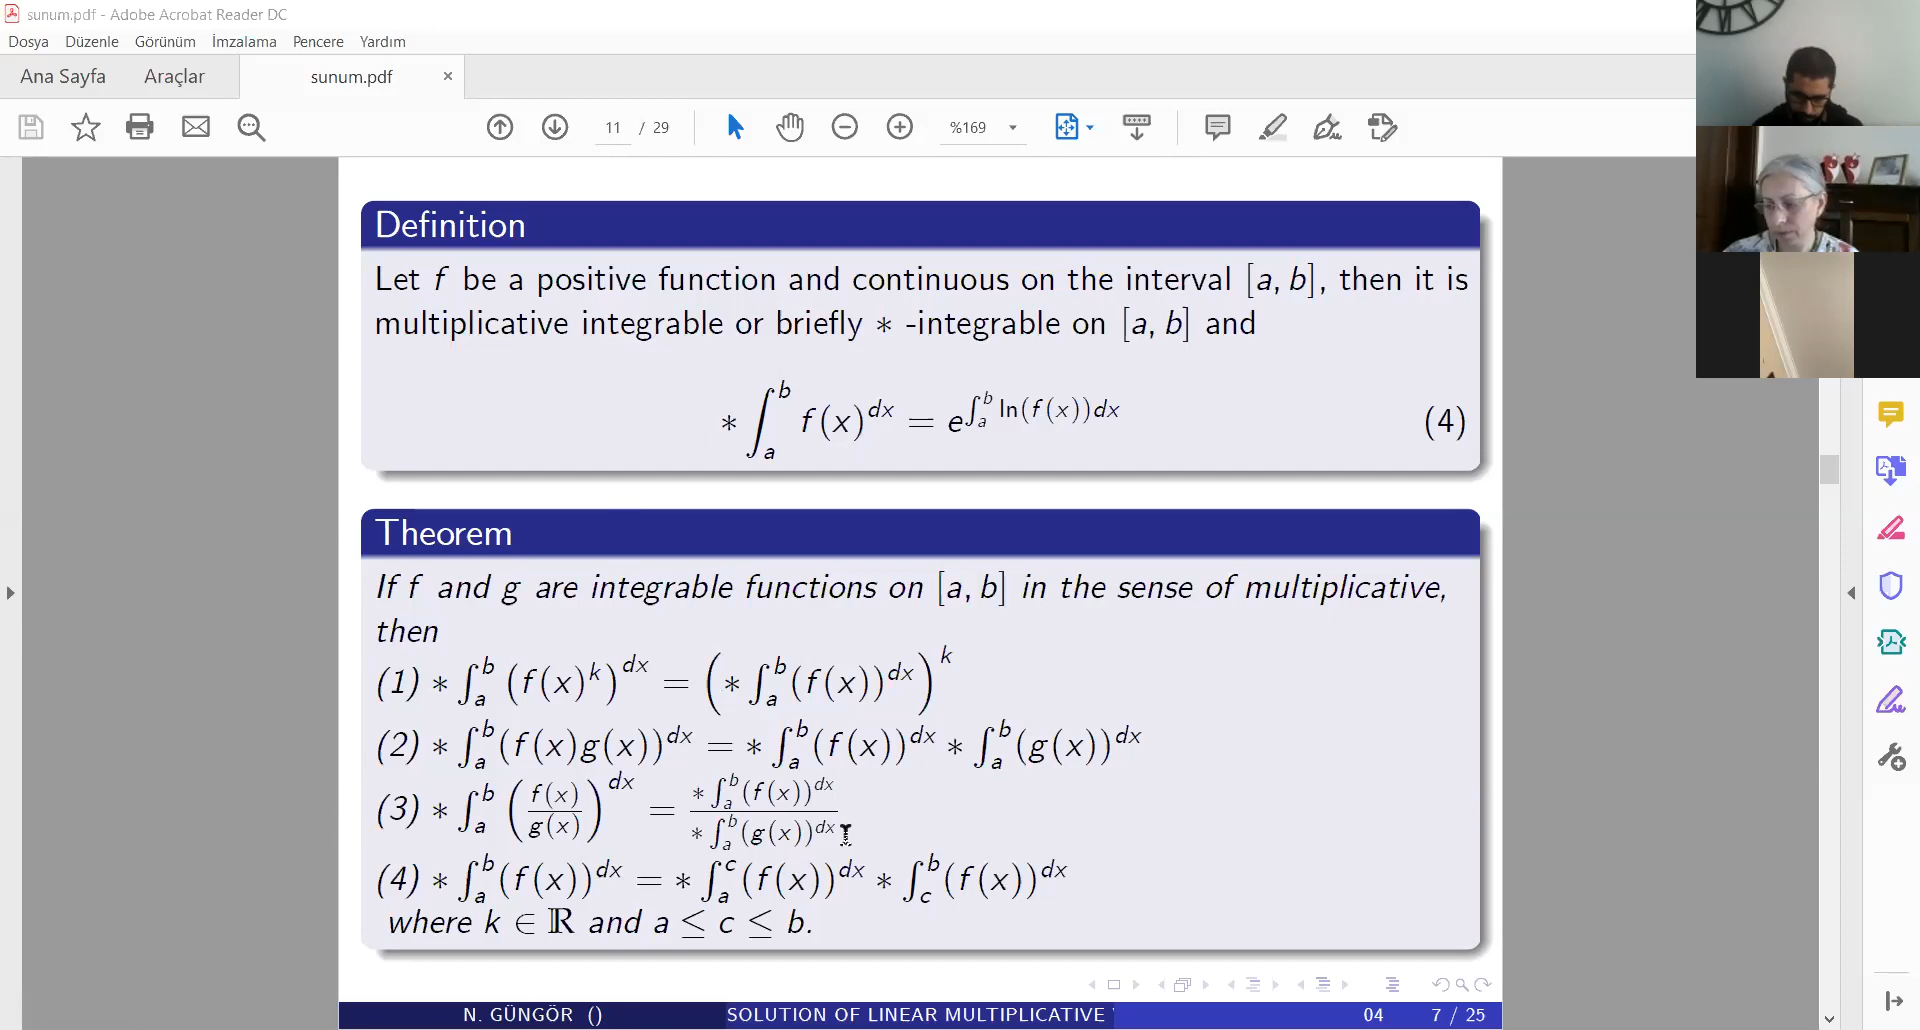 sunum.pdf - Adobe Acrobat Reader DC
Dosya Düzenle Görünüm İmzalama Pencere Yardım
Ana Sayfa Araçlar sunum.pdf ×
11 / 29 %169
Definition
Let f be a positive function and continuous on the interval [a, b], then it is
multiplicative integrable or briefly * -integrable on [a, b] and
* ∫_a^b f(x)^{dx} = e^{∫_a^b ln(f(x))dx} (4)
Theorem
If f and g are integrable functions on [a, b] in the sense of multiplicative,
then
(1) * ∫_a^b (f(x)^k)^{dx} = (* ∫_a^b (f(x))^{dx})^k
(2) * ∫_a^b (f(x)g(x))^{dx} = * ∫_a^b (f(x))^{dx} * ∫_a^b (g(x))^{dx}
(3) * ∫_a^b (f(x)/g(x))^{dx} = * ∫_a^b (f(x))^{dx} / * ∫_a^b (g(x))^{dx}
(4) * ∫_a^b (f(x))^{dx} = * ∫_a^c (f(x))^{dx} * ∫_c^b (f(x))^{dx}
where k ∈ ℝ and a ≤ c ≤ b.
N. GÜNGÖR () SOLUTION OF LINEAR MULTIPLICATIVE 04 7 / 25